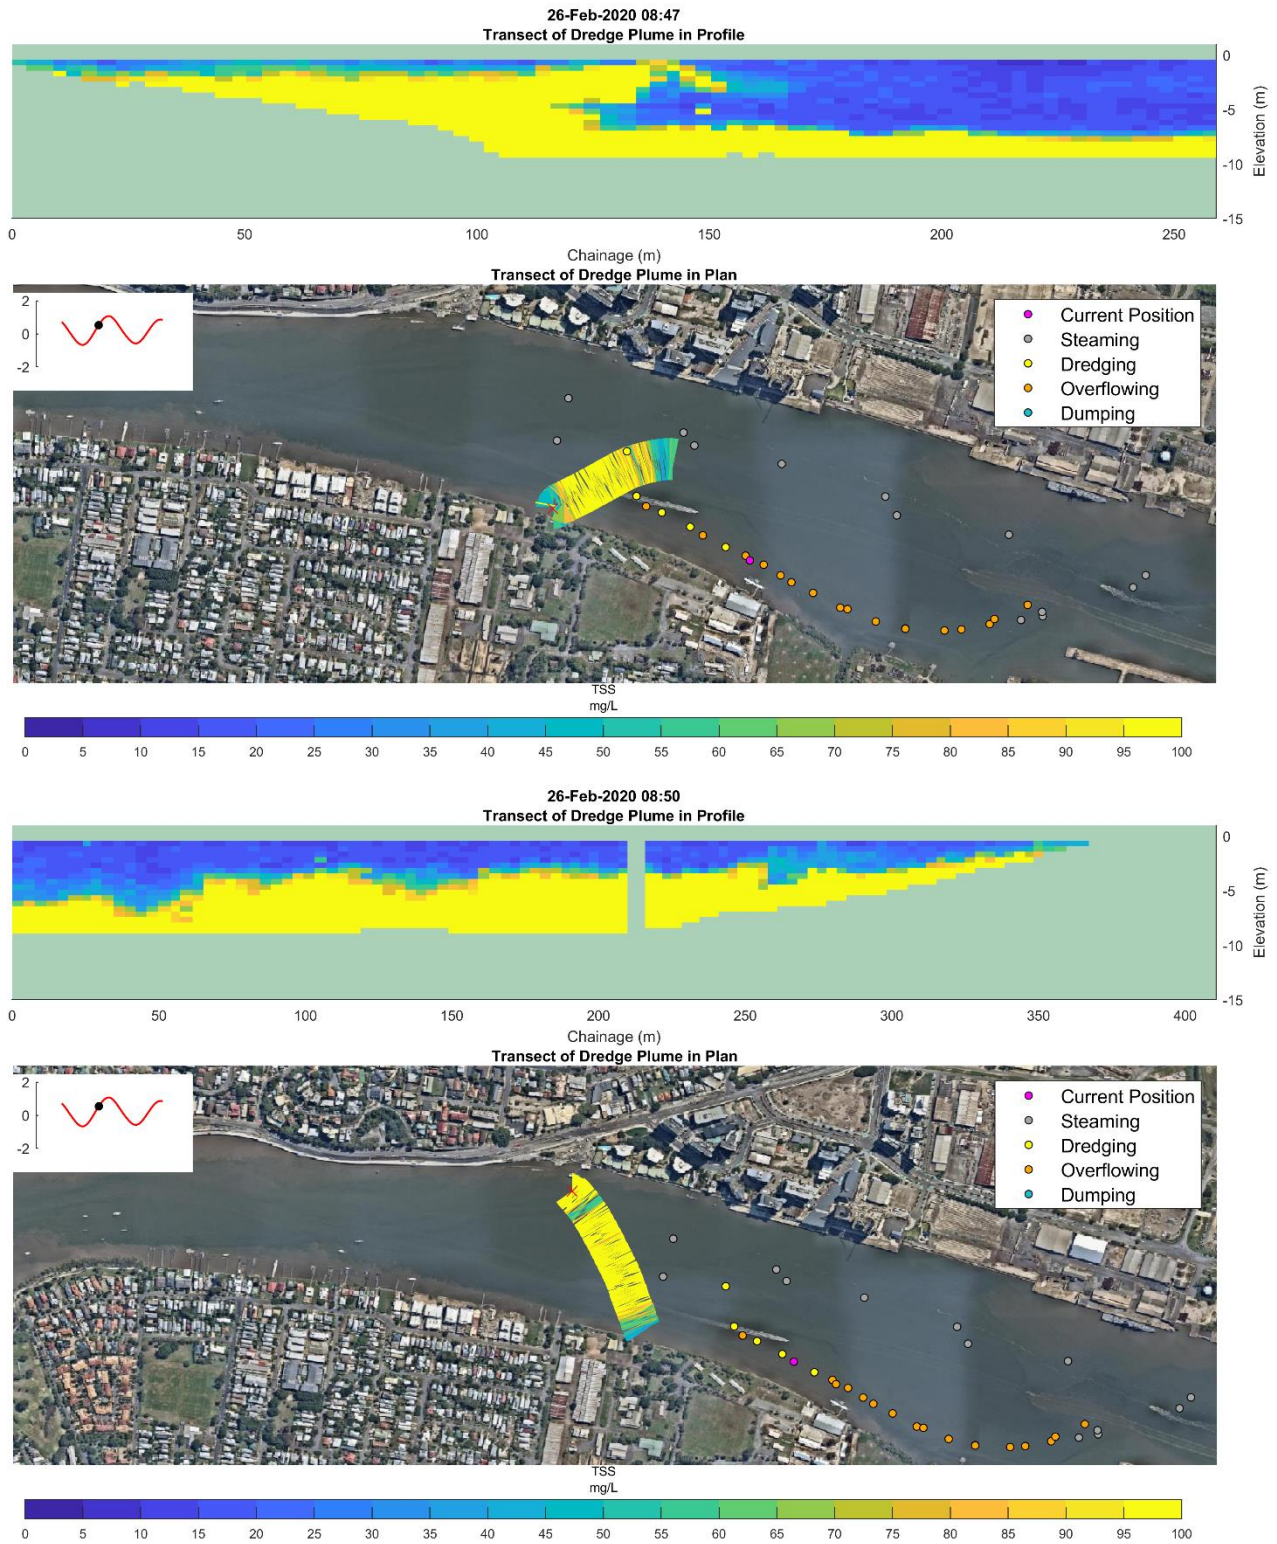 26-Feb-2020 08:47
Transect of Dredge Plume in Profile
0
-5
-10
-15
Elevation (m)
0 50 100 150 200 250
Chainage (m)
Transect of Dredge Plume in Plan
2
0
-2
Current Position
Steaming
Dredging
Overflowing
Dumping
TSS
mg/L
0 5 10 15 20 25 30 35 40 45 50 55 60 65 70 75 80 85 90 95 100
26-Feb-2020 08:50
Transect of Dredge Plume in Profile
0
-5
-10
-15
Elevation (m)
0 50 100 150 200 250 300 350 400
Chainage (m)
Transect of Dredge Plume in Plan
2
0
-2
Current Position
Steaming
Dredging
Overflowing
Dumping
TSS
mg/L
0 5 10 15 20 25 30 35 40 45 50 55 60 65 70 75 80 85 90 95 100